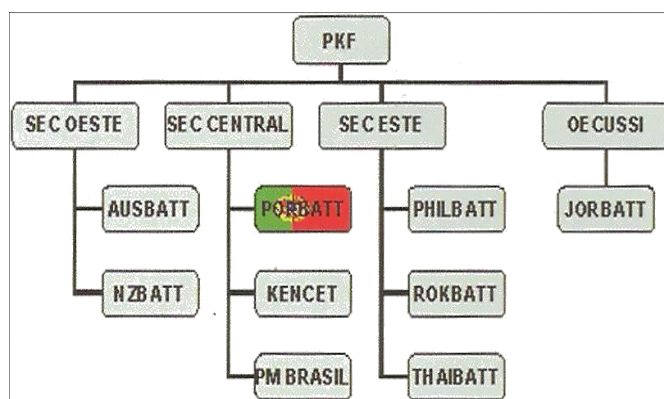 PKF
SEC OESTE SEC CENTRAL SEC ESTE OECUSSI
AUSBATT PORBATT PHILBATT JORBATT
NZBATT KENCET ROKBATT
PM BRASIL THAIBATT